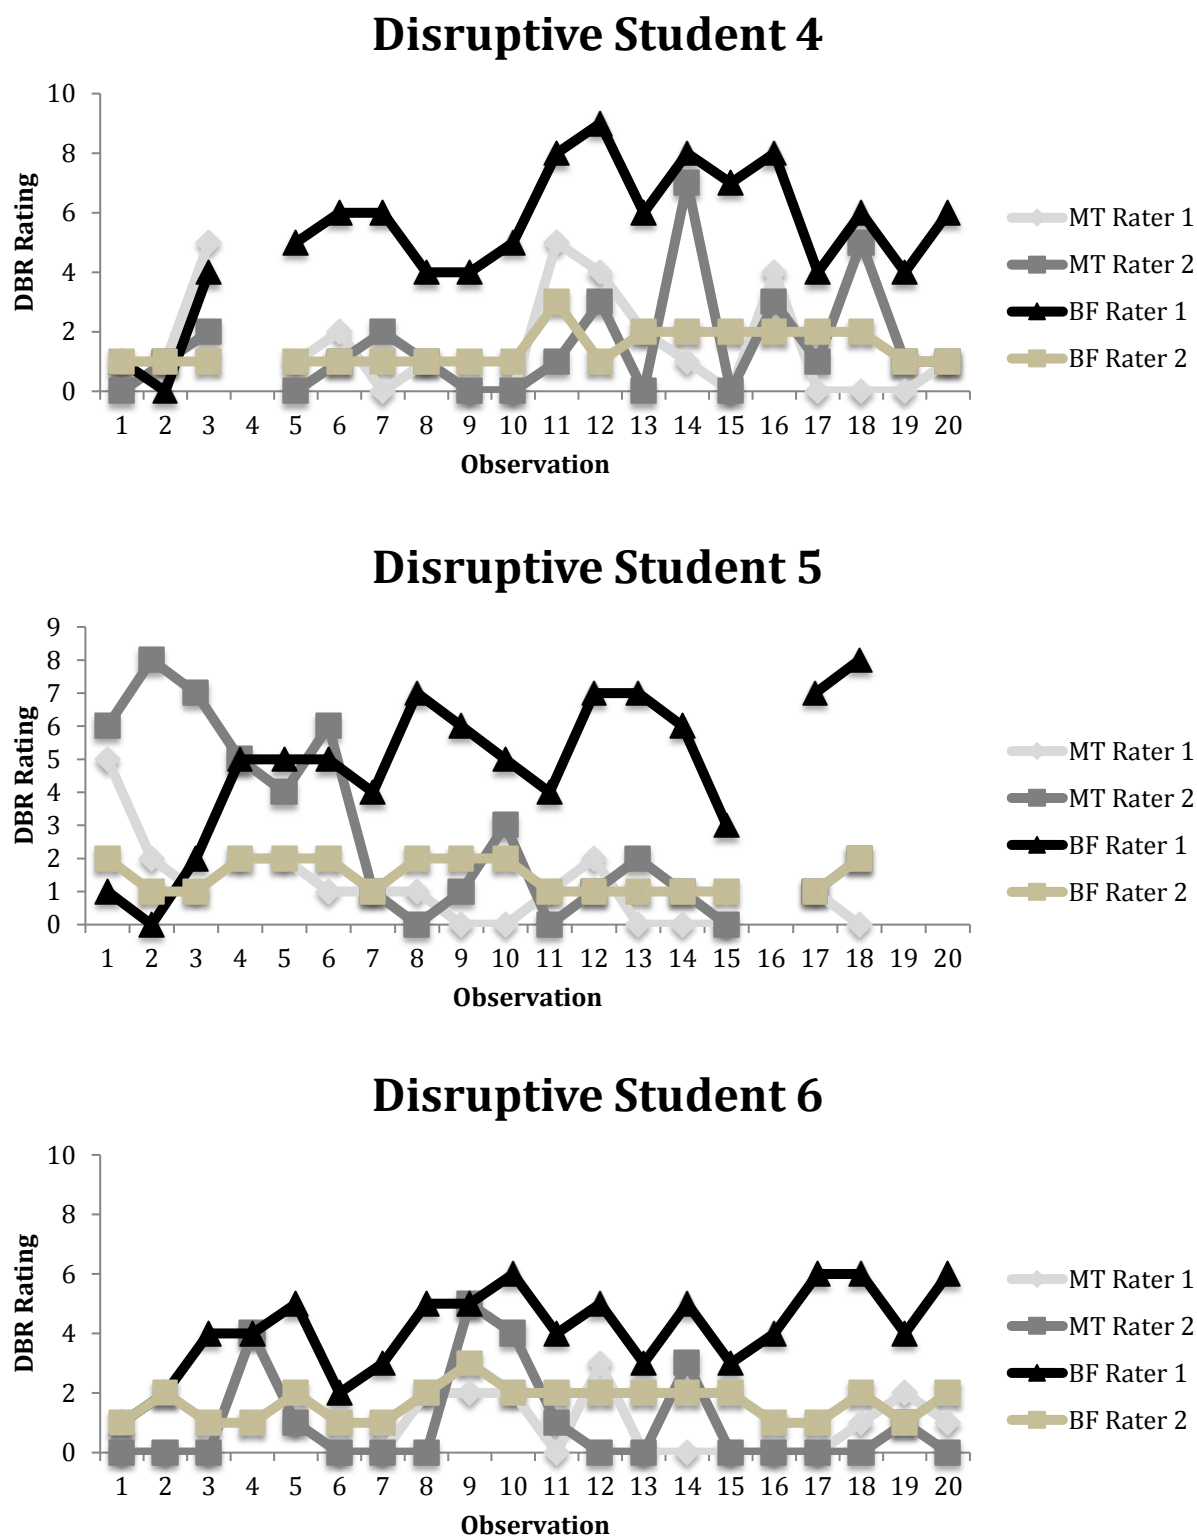 Disruptive Student 4
10
8
6
4
2
0
DBR Rating
1 2 3 4 5 6 7 8 9 10 11 12 13 14 15 16 17 18 19 20
Observation
MT Rater 1
MT Rater 2
BF Rater 1
BF Rater 2
Disruptive Student 5
9
8
7
6
5
4
3
2
1
0
DBR Rating
1 2 3 4 5 6 7 8 9 10 11 12 13 14 15 16 17 18 19 20
Observation
MT Rater 1
MT Rater 2
BF Rater 1
BF Rater 2
Disruptive Student 6
10
8
6
4
2
0
DBR Rating
1 2 3 4 5 6 7 8 9 10 11 12 13 14 15 16 17 18 19 20
Observation
MT Rater 1
MT Rater 2
BF Rater 1
BF Rater 2